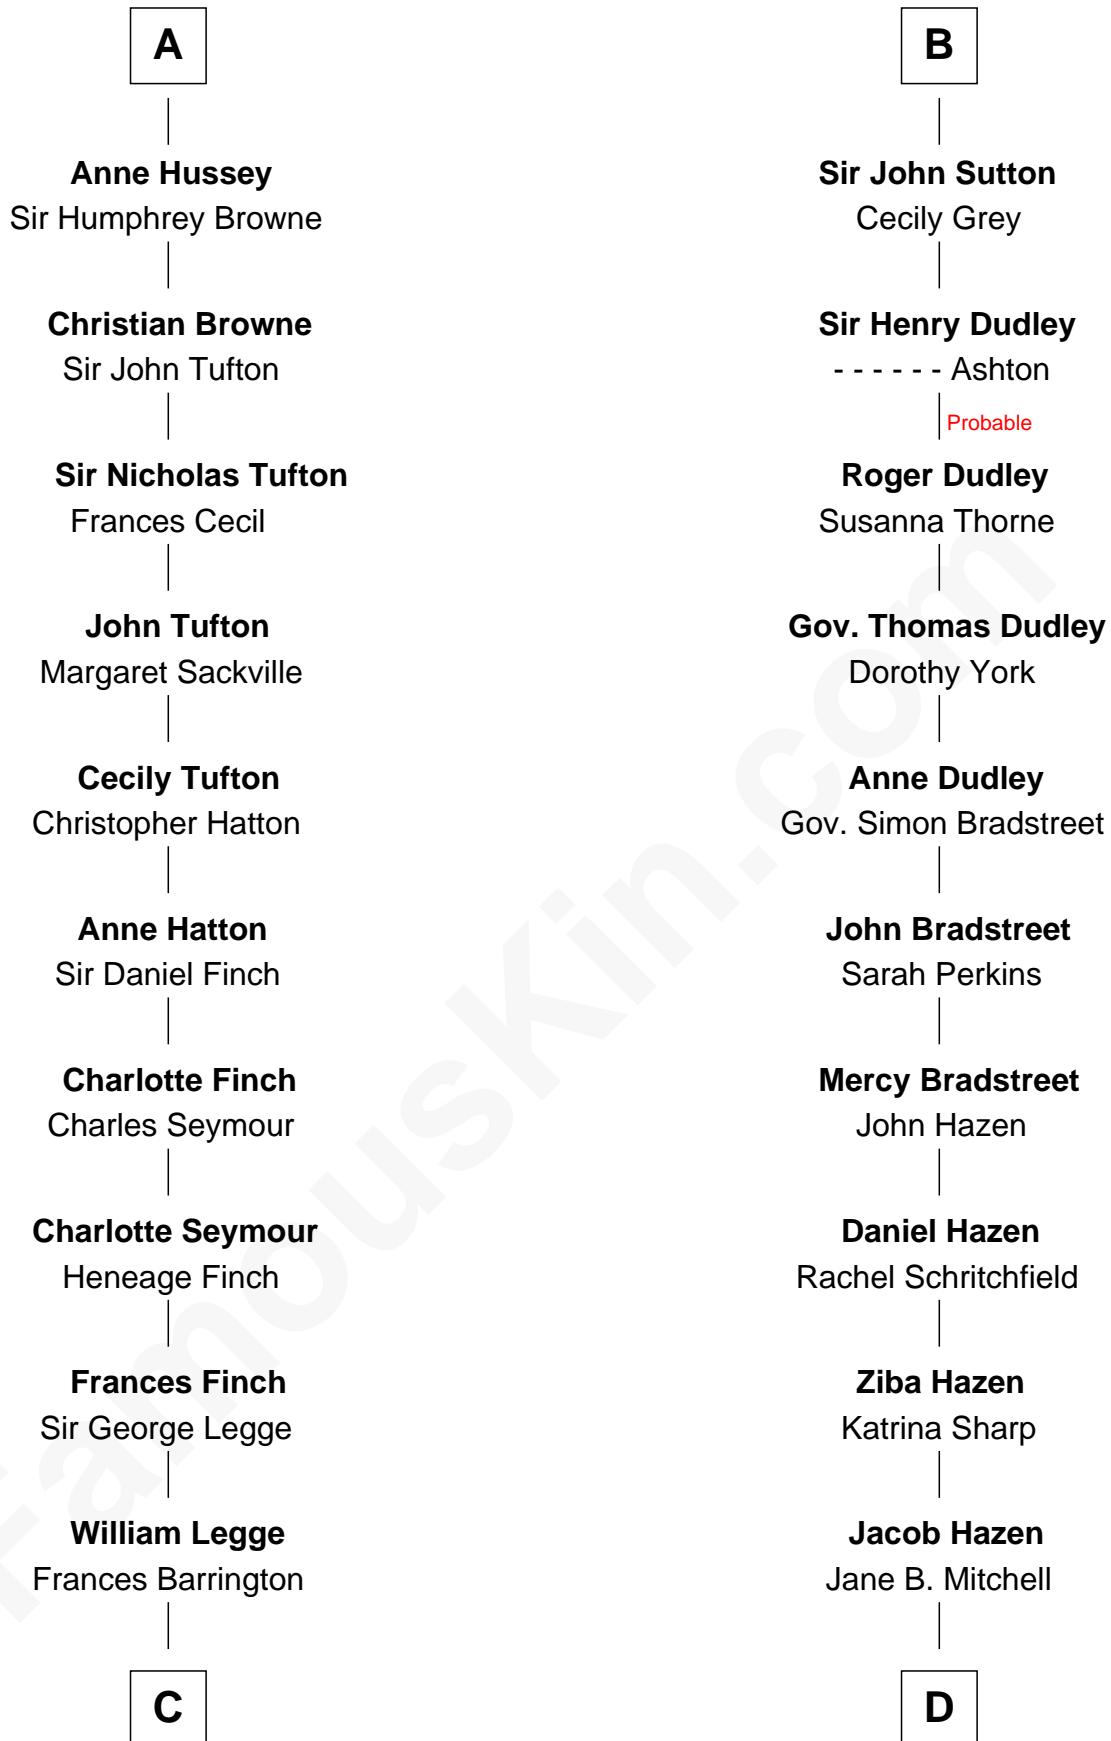 A
Anne Hussey
Sir Humphrey Browne
Christian Browne
Sir John Tufton
Sir Nicholas Tufton
Frances Cecil
John Tufton
Margaret Sackville
Cecily Tufton
Christopher Hatton
Anne Hatton
Sir Daniel Finch
Charlotte Finch
Charles Seymour
Charlotte Seymour
Heneage Finch
Frances Finch
Sir George Legge
William Legge
Frances Barrington
C
B
Sir John Sutton
Cecily Grey
Sir Henry Dudley
- - - - - - Ashton
Probable
Roger Dudley
Susanna Thorne
Gov. Thomas Dudley
Dorothy York
Anne Dudley
Gov. Simon Bradstreet
John Bradstreet
Sarah Perkins
Mercy Bradstreet
John Hazen
Daniel Hazen
Rachel Schritchfield
Ziba Hazen
Katrina Sharp
Jacob Hazen
Jane B. Mitchell
D
FamousKin.com